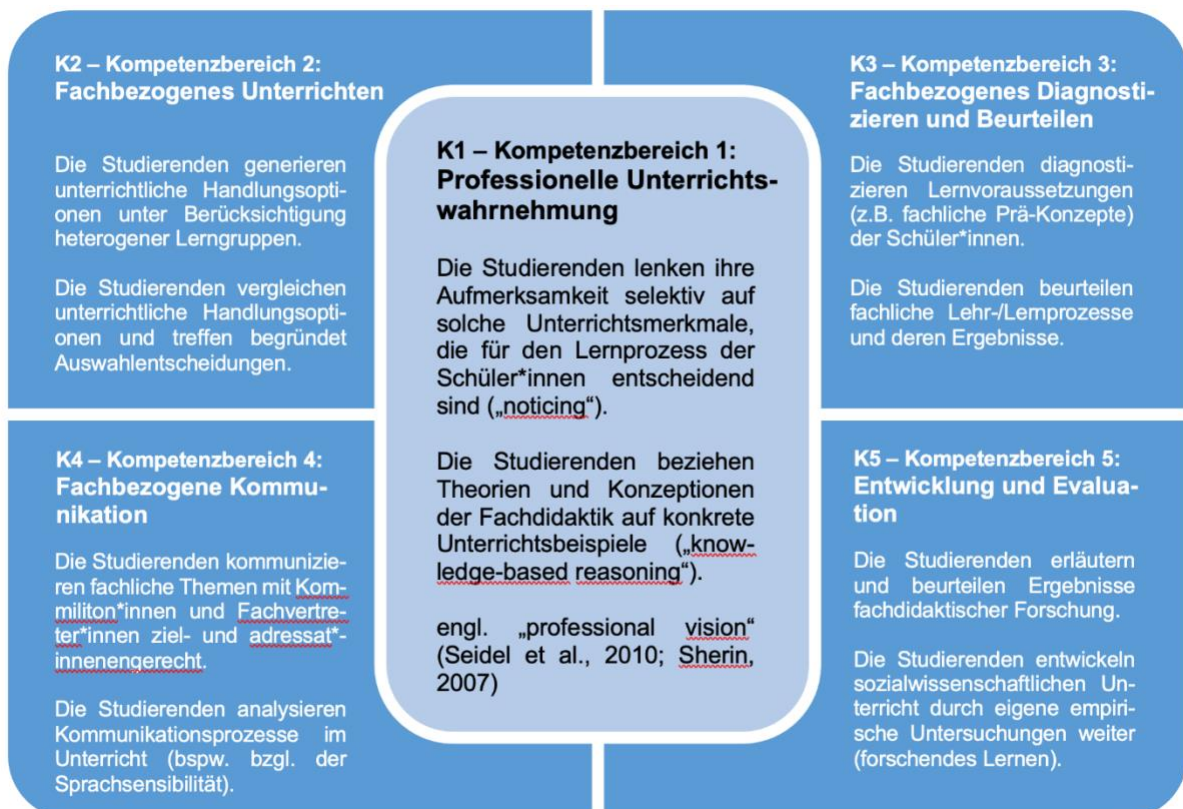 K2 – Kompetenzbereich 2:
Fachbezogenes Unterrichten
Die Studierenden generieren
unterrichtliche Handlungsopti-
onen unter Berücksichtigung
heterogener Lerngruppen.
Die Studierenden vergleichen
unterrichtliche Handlungsopti-
onen und treffen begründet
Auswahlentscheidungen.
K1 – Kompetenzbereich 1:
Professionelle Unterrichts-
wahrnehmung
Die Studierenden lenken ihre
Aufmerksamkeit selektiv auf
solche Unterrichtsmerkmale,
die für den Lernprozess der
Schüler*innen entscheidend
sind („noticing“).
Die Studierenden beziehen
Theorien und Konzeptionen
der Fachdidaktik auf konkrete
Unterrichtsbeispiele („know-
ledge-based reasoning“).
engl. „professional vision“
(Seidel et al., 2010; Sherin,
2007)
K3 – Kompetenzbereich 3:
Fachbezogenes Diagnosti-
zieren und Beurteilen
Die Studierenden diagnosti-
zieren Lernvoraussetzungen
(z.B. fachliche Prä-Konzepte)
der Schüler*innen.
Die Studierenden beurteilen
fachliche Lehr-/Lernprozesse
und deren Ergebnisse.
K4 – Kompetenzbereich 4:
Fachbezogene Kommu-
nikation
Die Studierenden kommunizie-
ren fachliche Themen mit Kom-
militon*innen und Fachvertre-
ter*innen ziel- und adressat*-
innenengerecht.
Die Studierenden analysieren
Kommunikationsprozesse im
Unterricht (bspw. bzgl. der
Sprachsensibilität).
K5 – Kompetenzbereich 5:
Entwicklung und Evalua-
tion
Die Studierenden erläutern
und beurteilen Ergebnisse
fachdidaktischer Forschung.
Die Studierenden entwickeln
sozialwissenschaftlichen Un-
terricht durch eigene empiri-
sche Untersuchungen weiter
(forschendes Lernen).